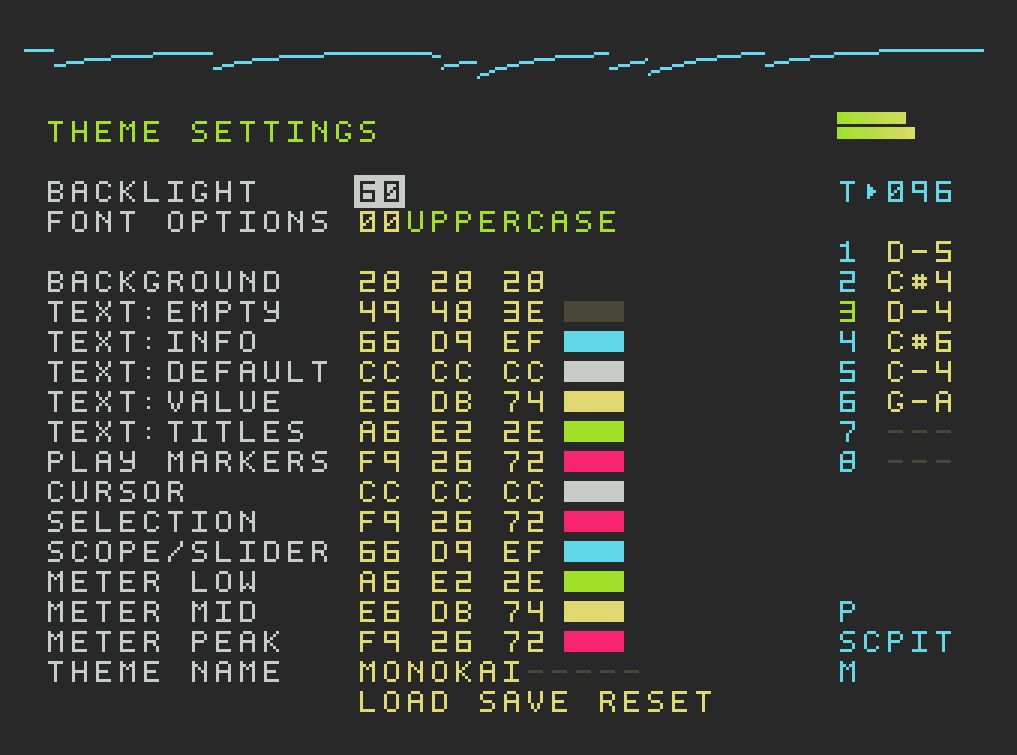 THEME SETTINGS
BACKLIGHT 60 T▸096
FONT OPTIONS 00UPPERCASE
1 D-5
BACKGROUND 28 28 28 2 C#4
TEXT:EMPTY 49 48 3E 3 D-4
TEXT:INFO 66 D9 EF 4 C#6
TEXT:DEFAULT CC CC CC 5 C-4
TEXT:VALUE E6 DB 74 6 G-A
TEXT:TITLES A6 E2 2E 7 ---
PLAY MARKERS F9 26 72 8 ---
CURSOR CC CC CC
SELECTION F9 26 72
SCOPE/SLIDER 66 D9 EF
METER LOW A6 E2 2E
METER MID E6 DB 74 P
METER PEAK F9 26 72 SCPIT
THEME NAME MONOKAI----- M
LOAD SAVE RESET